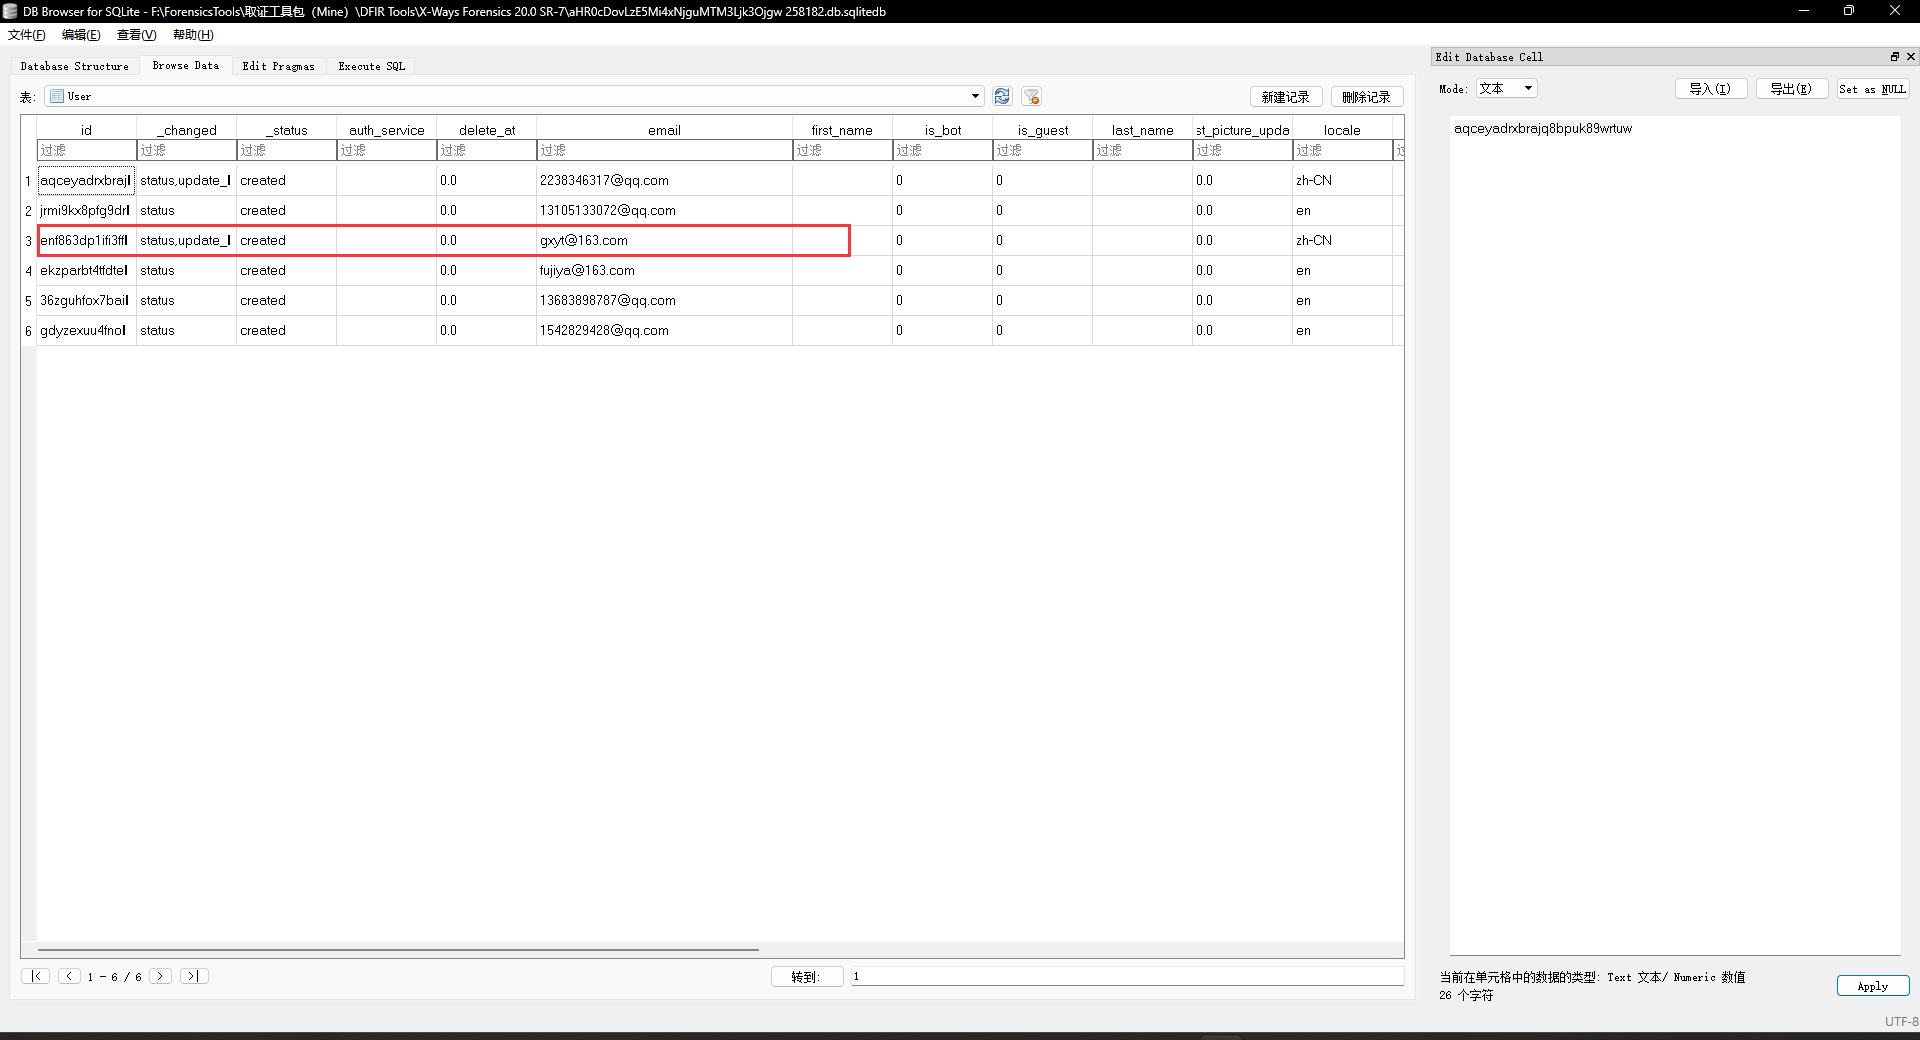 DB Browser for SQLite - F:\ForensicsTools\取证工具包（Mine）\DFIR Tools\X-Ways Forensics 20.0 SR-7\aHR0cDovLzE5Mi4xNjguMTM3Ljk3Ojgw 258182.db.sqlitedb
文件(F) 编辑(E) 查看(V) 帮助(H)
Database Structure Browse Data Edit Pragmas Execute SQL
表: User 新建记录 删除记录
id _changed _status auth_service delete_at email first_name is_bot is_guest last_name st_picture_upda locale
过滤 过滤 过滤 过滤 过滤 过滤 过滤 过滤 过滤 过滤 过滤 过滤
1 aqceyadrxbraj status,update_ created 0.0 2238346317@qq.com 0 0 0.0 zh-CN
2 jrmi9kx8pfg9dr status created 0.0 13105133072@qq.com 0 0 0.0 en
3 enf863dp1ifi3ff status,update_ created 0.0 gxyt@163.com 0 0 0.0 zh-CN
4 ekzparbt4tfdte status created 0.0 fujiya@163.com 0 0 0.0 en
5 36zguhfox7bai status created 0.0 13683898787@qq.com 0 0 0.0 en
6 gdyzexuu4fno status created 0.0 1542829428@qq.com 0 0 0.0 en
1 - 6 / 6 转到: 1
Edit Database Cell
Mode: 文本 导入(I) 导出(E) Set as NULL
aqceyadrxbrajq8bpuk89wrtuw
当前在单元格中的数据的类型: Text 文本/ Numeric 数值
26 个字符
Apply
UTF-8